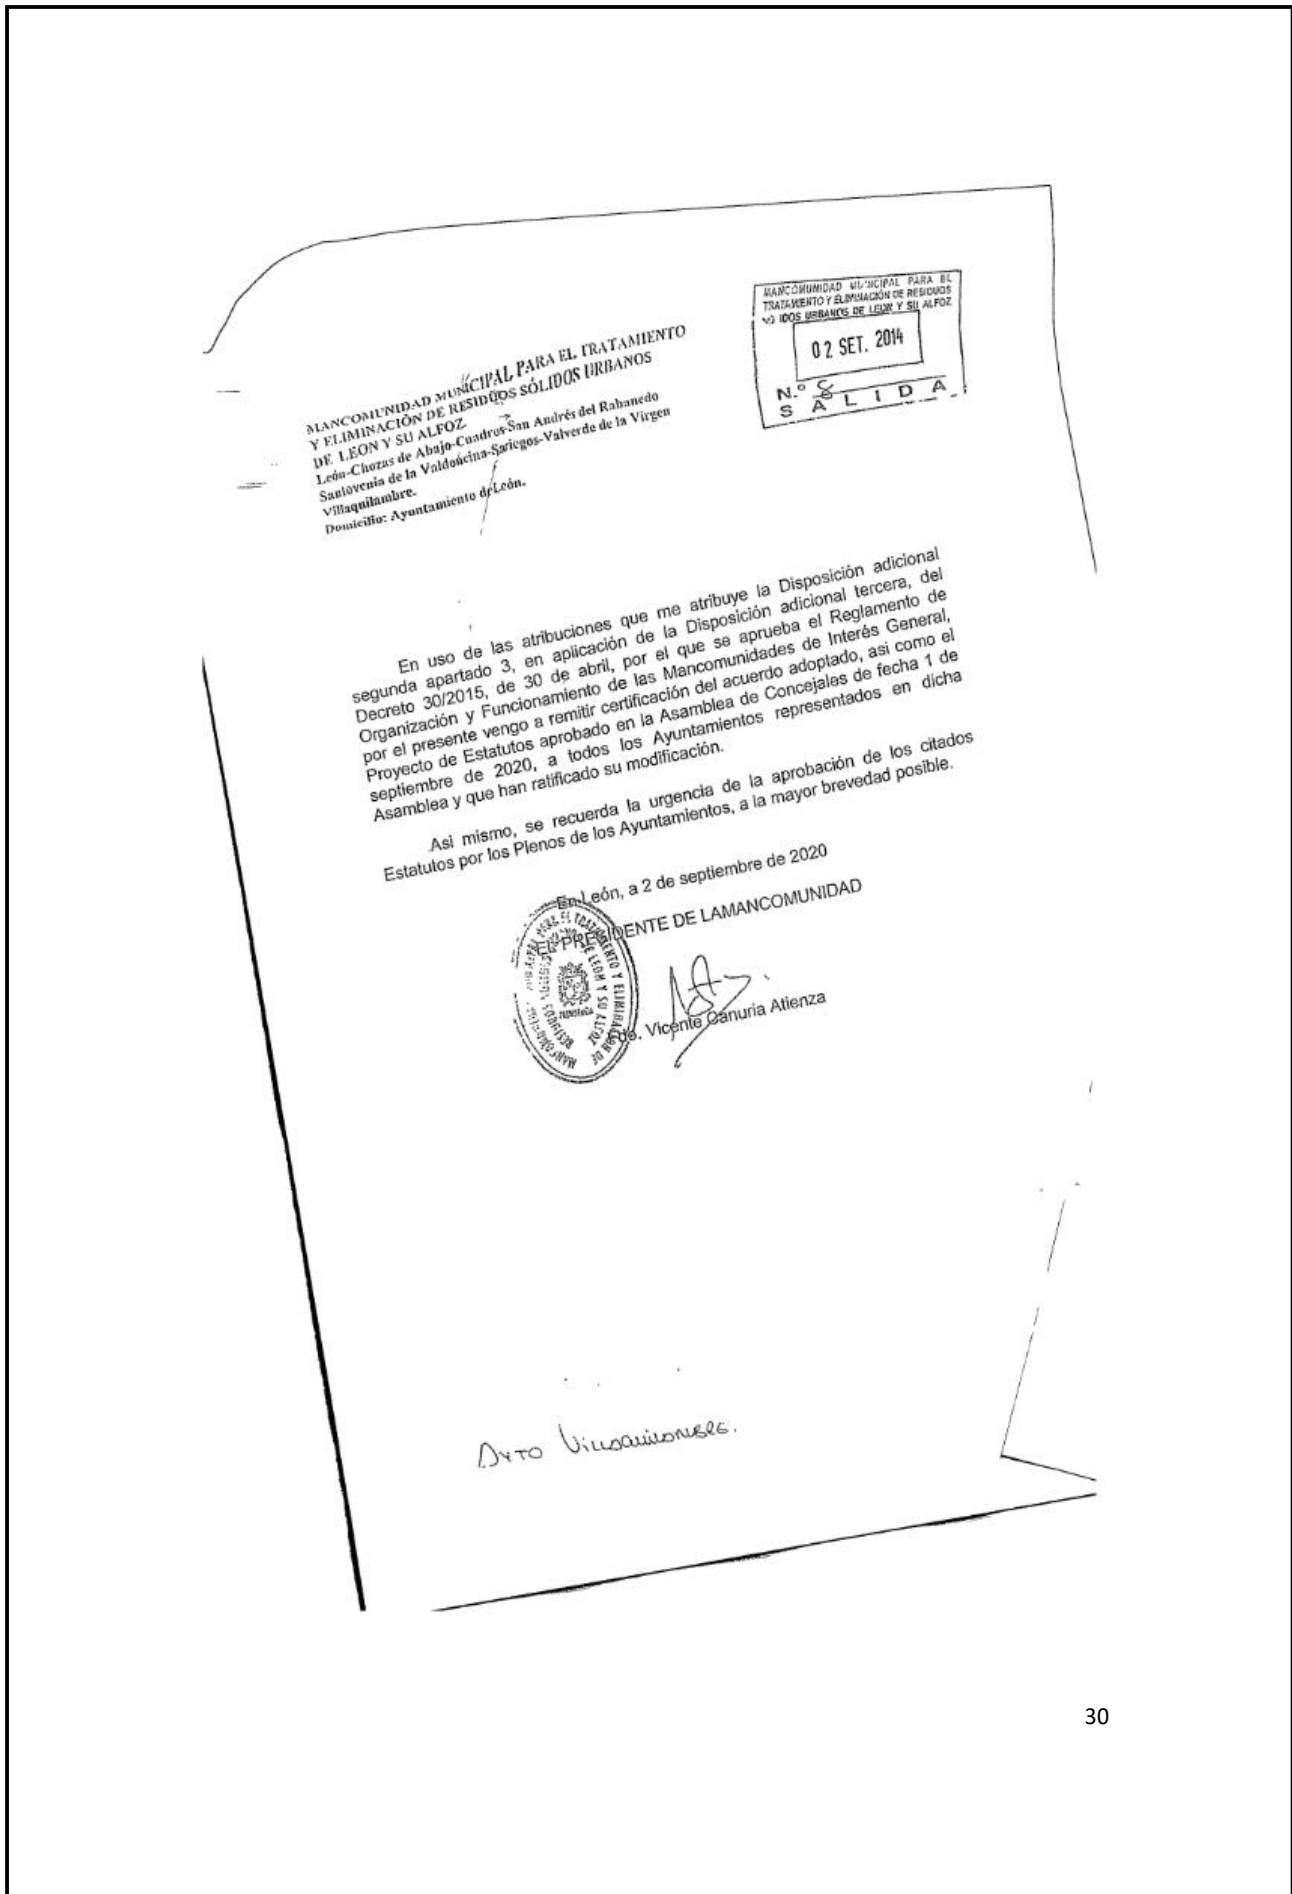 MANCOMUNIDAD MUNICIPAL PARA EL TRATAMIENTO
Y ELIMINACIÓN DE RESIDUOS SÓLIDOS URBANOS
DE LEON Y SU ALFOZ
León-Chozas de Abajo-Cuadros-San Andrés del Rabanedo
Santovenia de la Valdoncina-Sariegos-Valverde de la Virgen
Villaquilambre.
Domicilio: Ayuntamiento de León.
MANCOMUNIDAD MUNICIPAL PARA EL
TRATAMIENTO Y ELIMINACIÓN DE RESIDUOS
IDOS URBANOS DE LEON Y SU ALFOZ
02 SET. 2014
N.º 8
SALIDA
En uso de las atribuciones que me atribuye la Disposición adicional
segunda apartado 3, en aplicación de la Disposición adicional tercera, del
Decreto 30/2015, de 30 de abril, por el que se aprueba el Reglamento de
Organización y Funcionamiento de las Mancomunidades de Interés General,
por el presente vengo a remitir certificación del acuerdo adoptado, asi como el
Proyecto de Estatutos aprobado en la Asamblea de Concejales de fecha 1 de
septiembre de 2020, a todos los Ayuntamientos representados en dicha
Asamblea y que han ratificado su modificación.
Asi mismo, se recuerda la urgencia de la aprobación de los citados
Estatutos por los Plenos de los Ayuntamientos, a la mayor brevedad posible.
En León, a 2 de septiembre de 2020
EL PRESIDENTE DE LAMANCOMUNIDAD
do. Vicente Canuria Atienza
Ayto Villaquilambre.
30